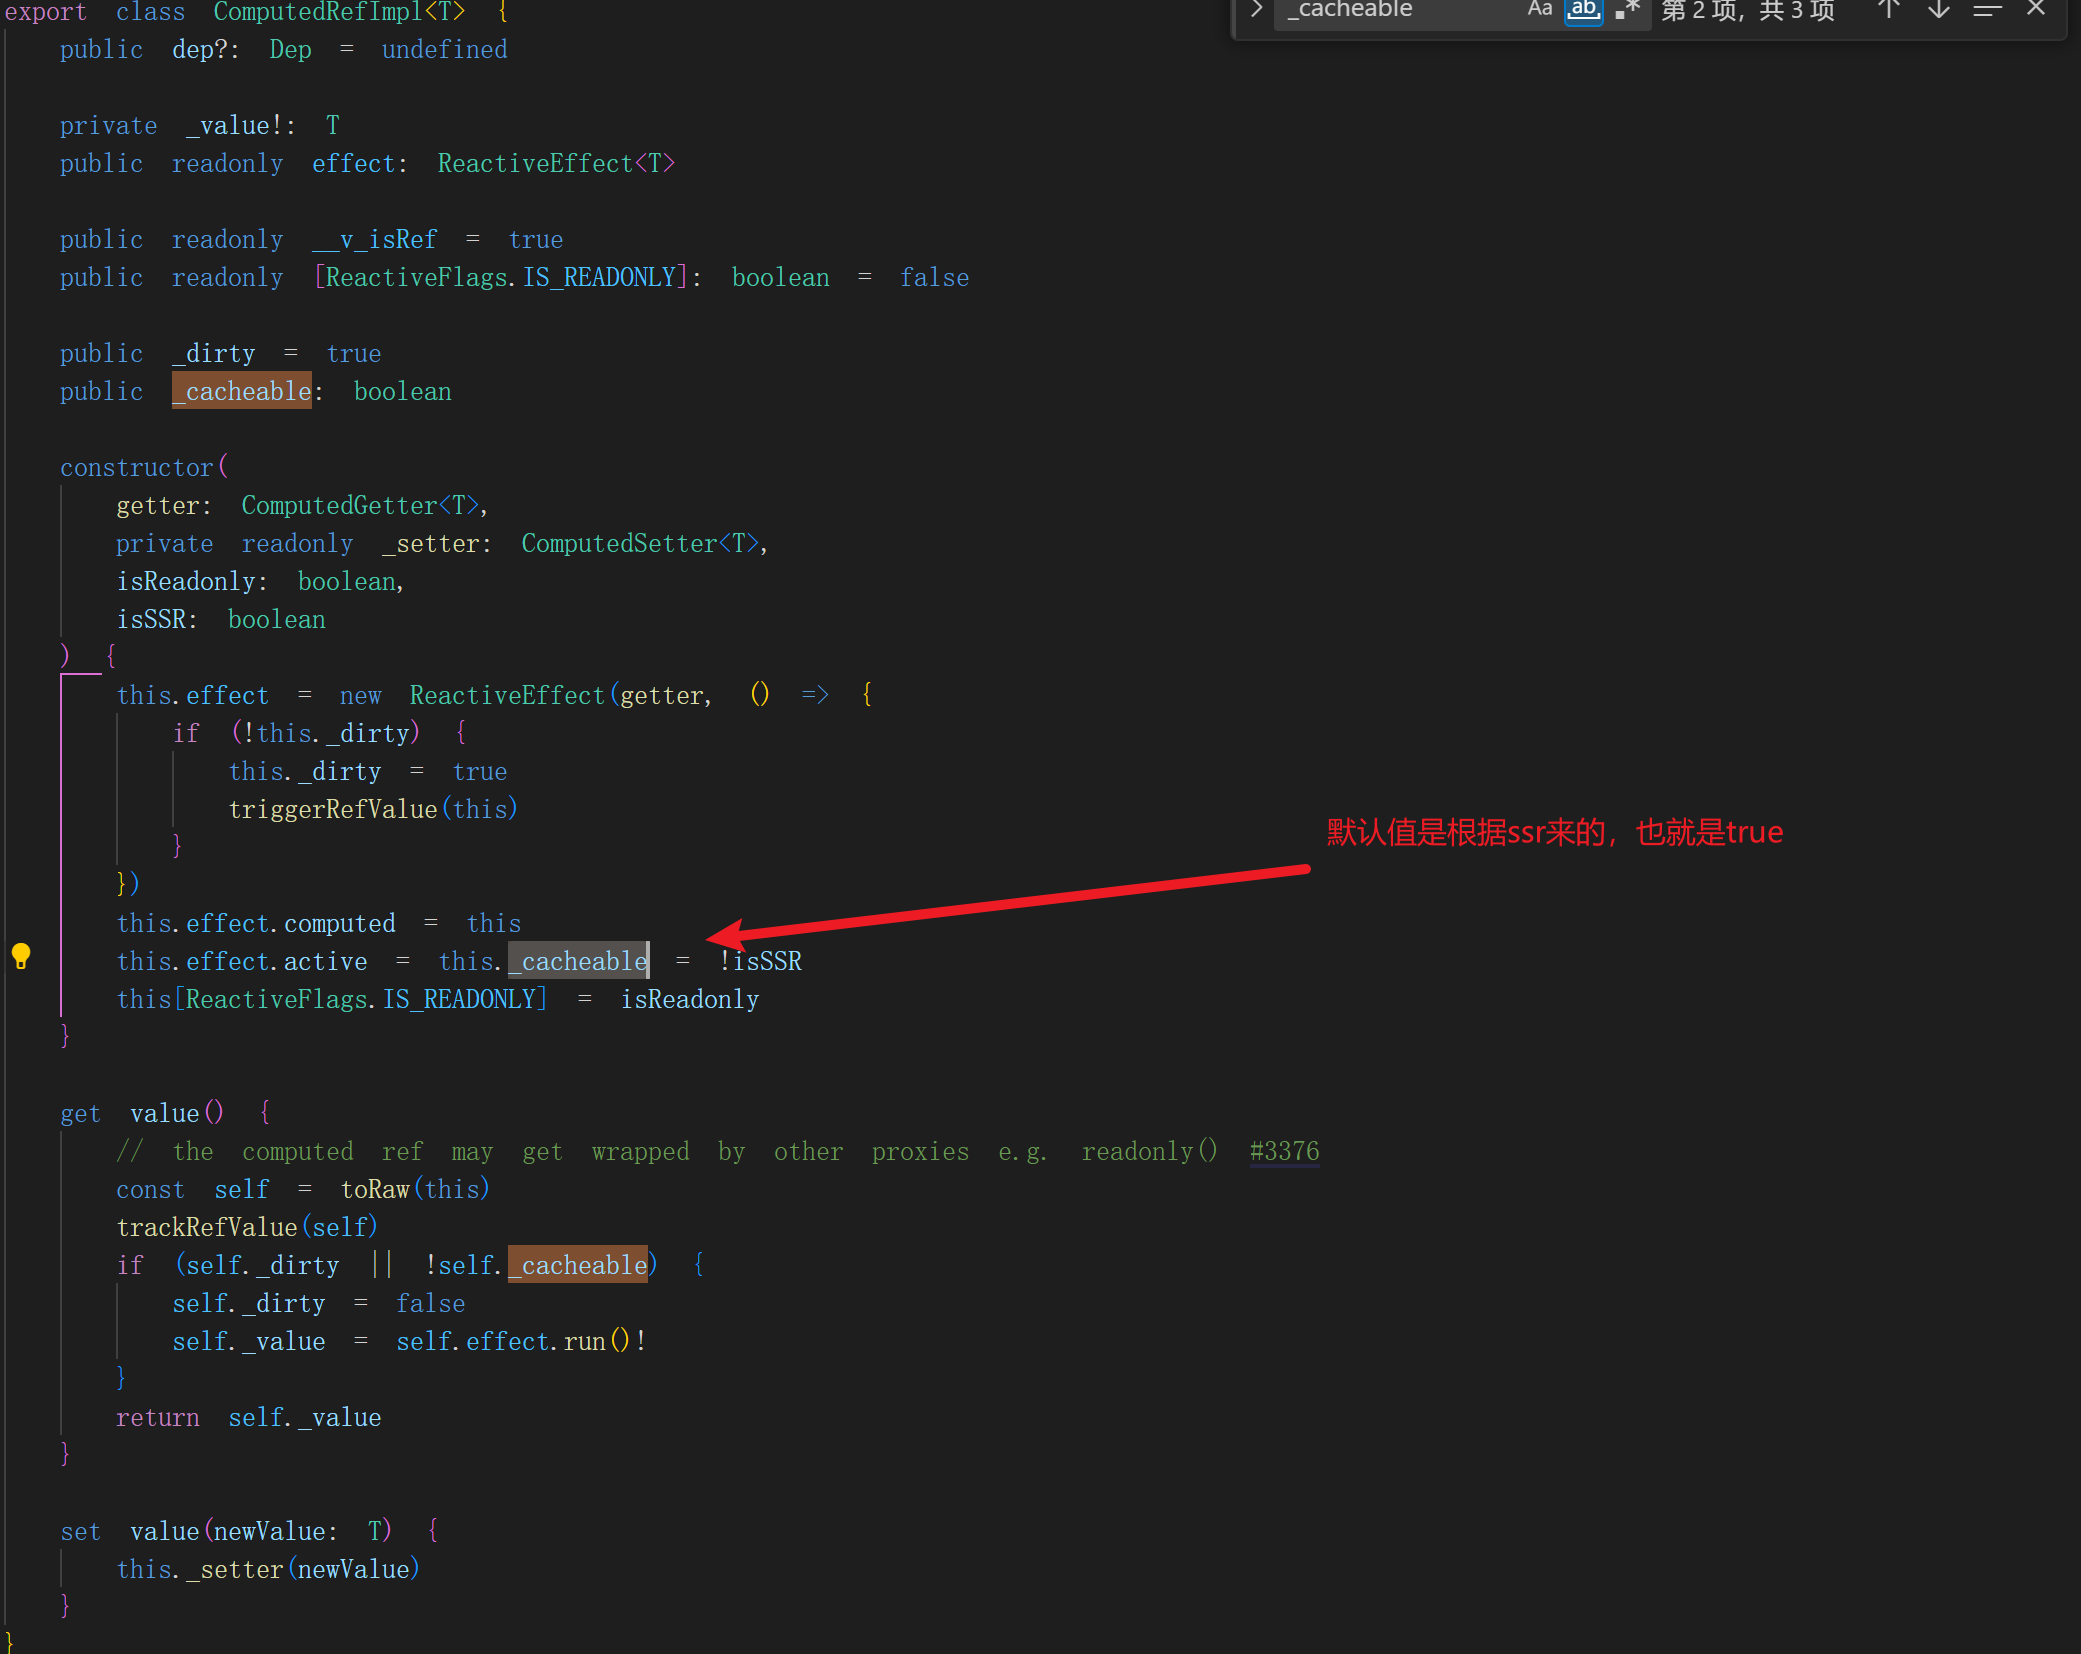 export class ComputedRefImpl<T> {
_cacheable Aa ab .* 第 2 项, 共 3 项
public dep?: Dep = undefined
private _value!: T
public readonly effect: ReactiveEffect<T>
public readonly __v_isRef = true
public readonly [ReactiveFlags.IS_READONLY]: boolean = false
public _dirty = true
public _cacheable: boolean
constructor(
getter: ComputedGetter<T>,
private readonly _setter: ComputedSetter<T>,
isReadonly: boolean,
isSSR: boolean
) {
this.effect = new ReactiveEffect(getter, () => {
if (!this._dirty) {
this._dirty = true
triggerRefValue(this)
}
})
默认值是根据ssr来的，也就是true
this.effect.computed = this
this.effect.active = this._cacheable = !isSSR
this[ReactiveFlags.IS_READONLY] = isReadonly
}
get value() {
// the computed ref may get wrapped by other proxies e.g. readonly() #3376
const self = toRaw(this)
trackRefValue(self)
if (self._dirty || !self._cacheable) {
self._dirty = false
self._value = self.effect.run()!
}
return self._value
}
set value(newValue: T) {
this._setter(newValue)
}
}